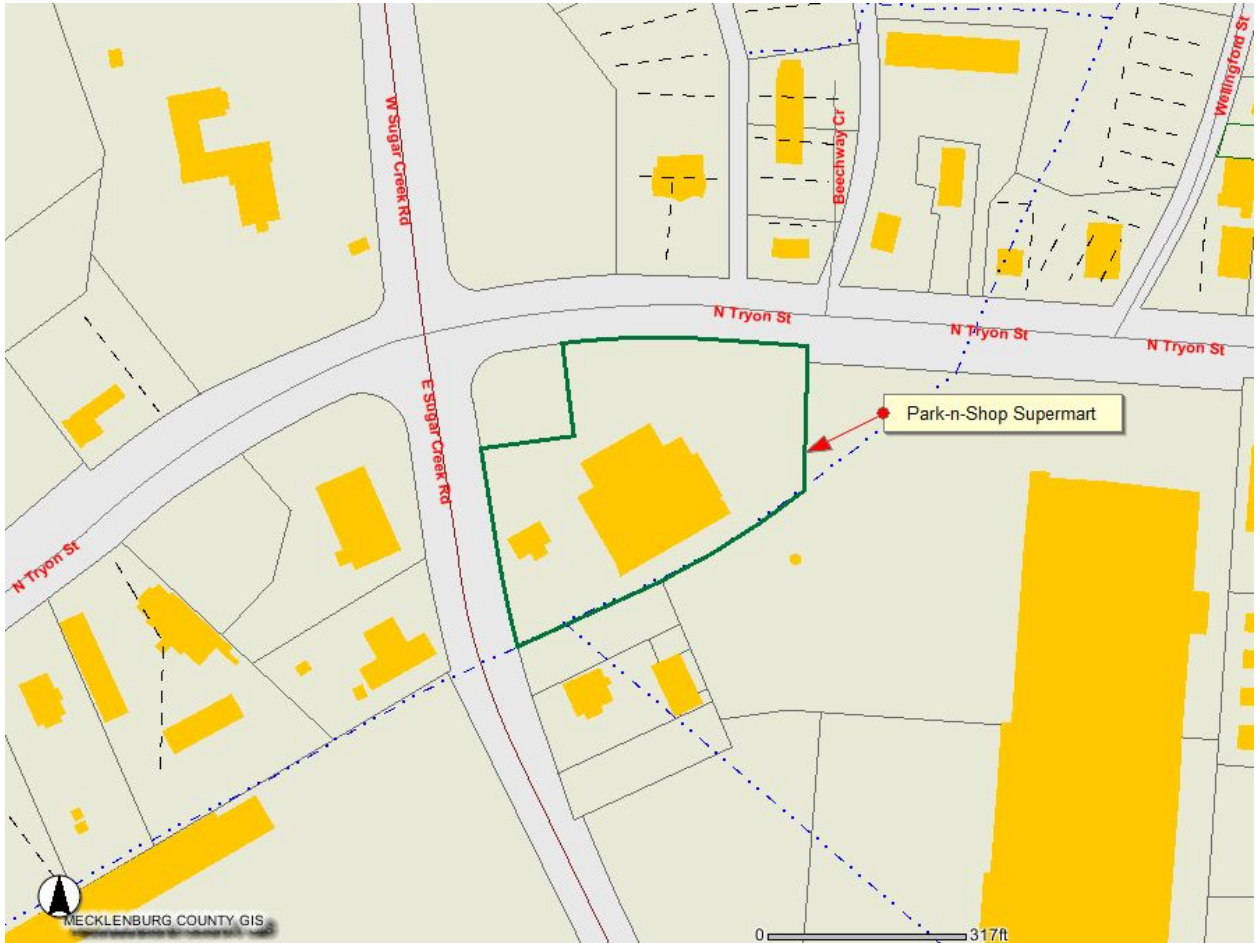 Wellingford St
W Sugar Creek Rd
Beechway Cr
N Tryon St
N Tryon St
N Tryon St
E Sugar Creek Rd
Park-n-Shop Supermart
N Tryon St
MECKLENBURG COUNTY GIS
0 317ft